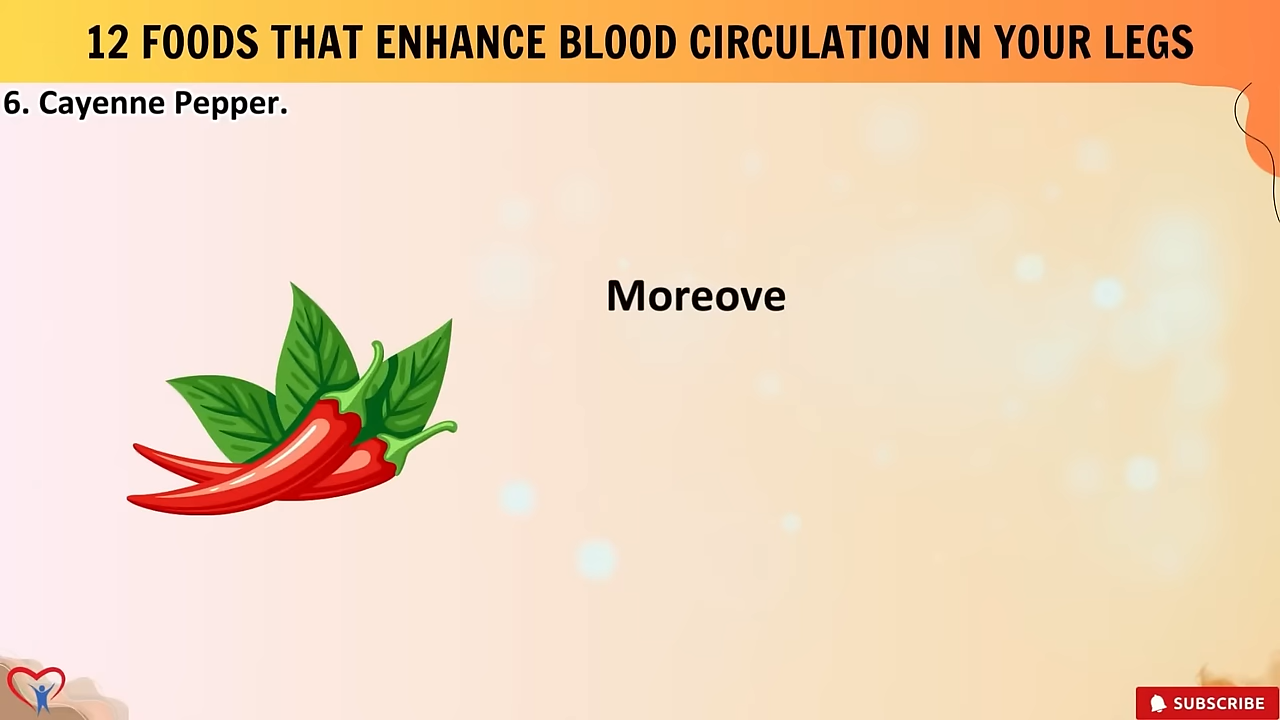 12 FOODS THAT ENHANCE BLOOD CIRCULATION IN YOUR LEGS
6. Cayenne Pepper.
Moreove
SUBSCRIBE